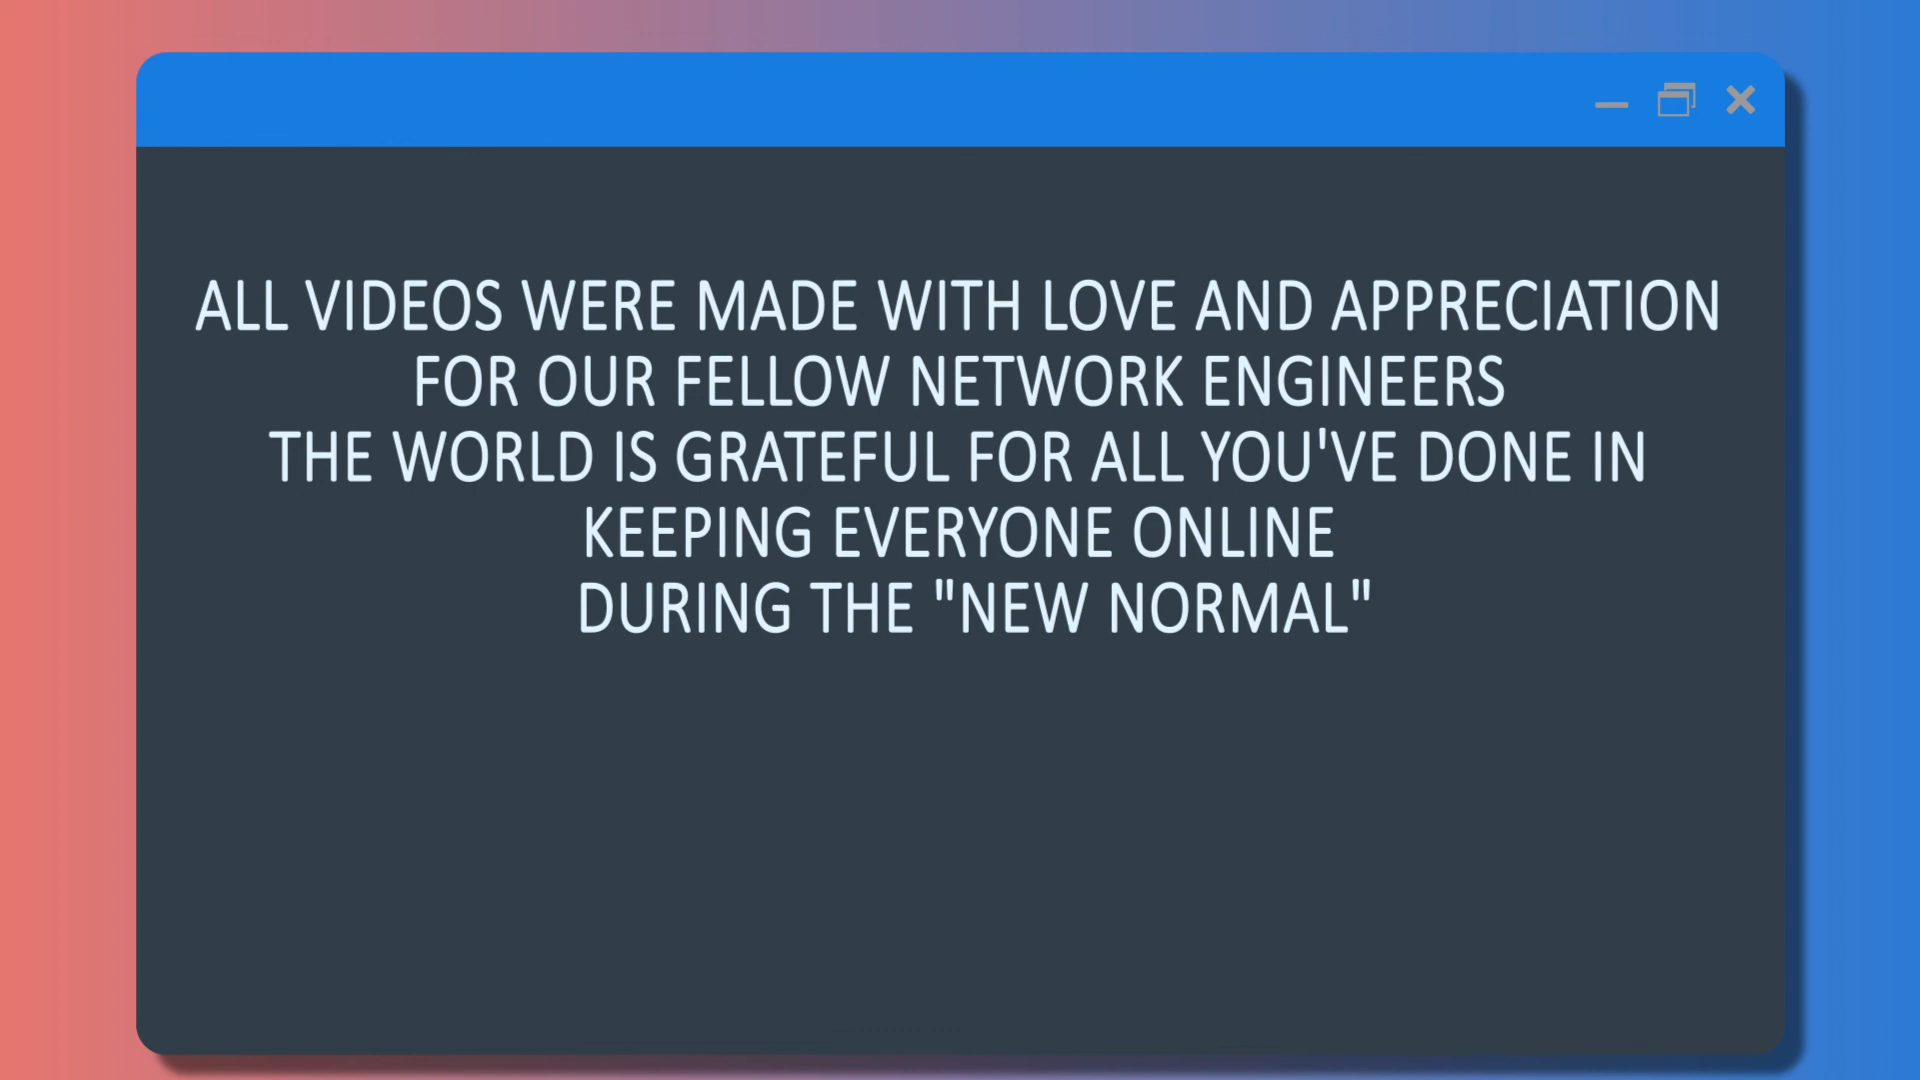 ALL VIDEOS WERE MADE WITH LOVE AND APPRECIATION
FOR OUR FELLOW NETWORK ENGINEERS
THE WORLD IS GRATEFUL FOR ALL YOU'VE DONE IN
KEEPING EVERYONE ONLINE
DURING THE "NEW NORMAL"